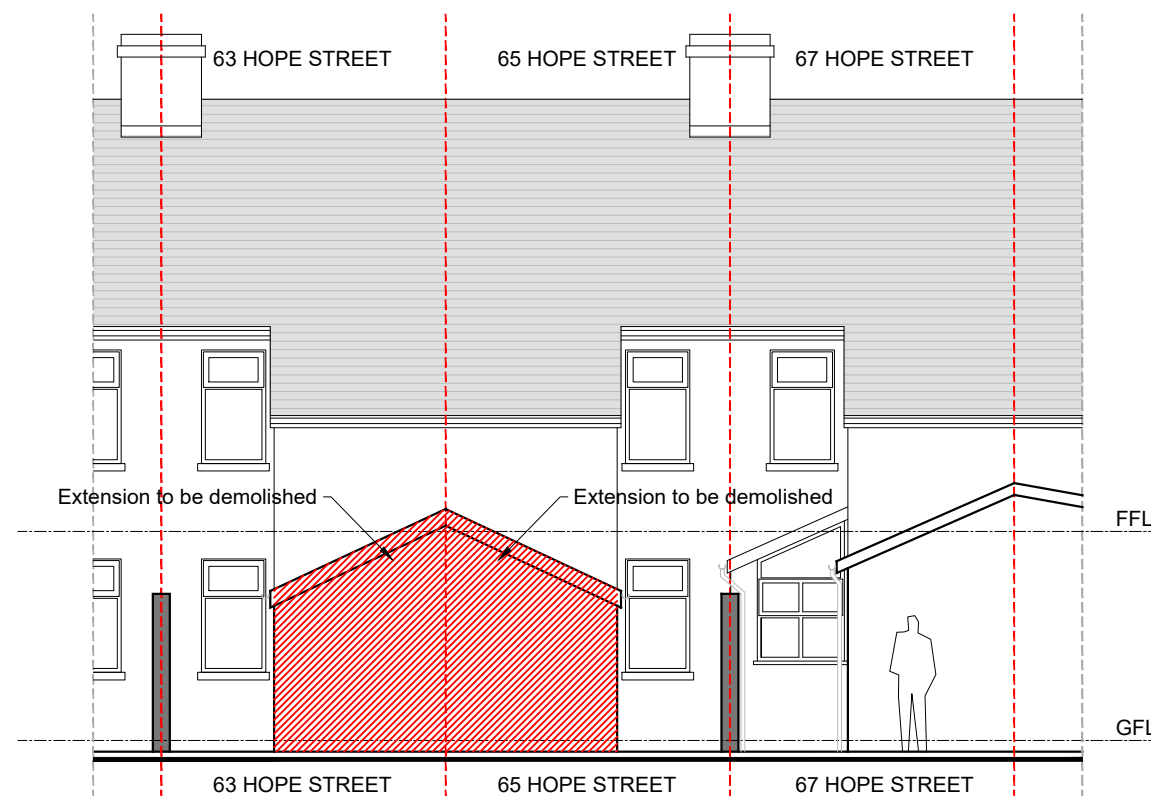 63 HOPE STREET
65 HOPE STREET
67 HOPE STREET
Extension to be demolished
Extension to be demolished
FFL
GFL
63 HOPE STREET
65 HOPE STREET
67 HOPE STREET